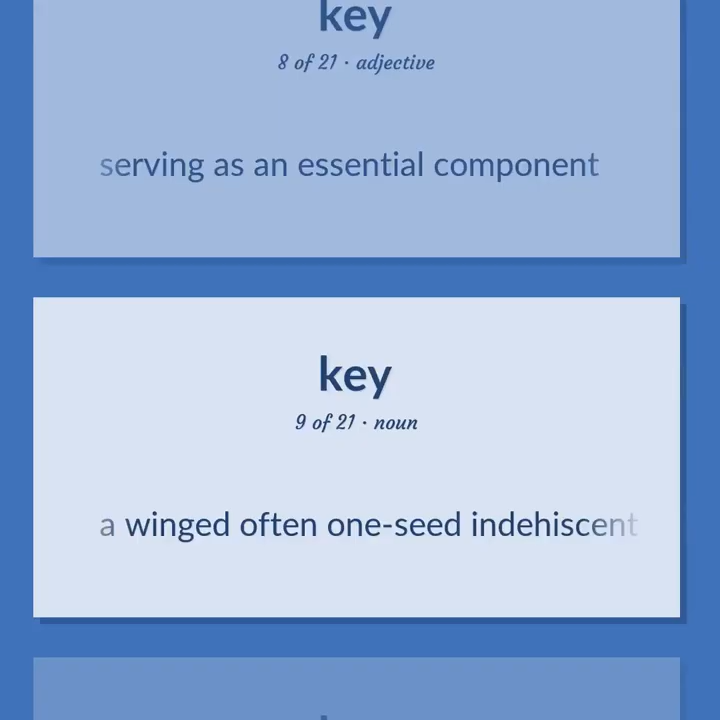 key
8 of 21 · adjective
serving as an essential component
key
9 of 21 · noun
a winged often one-seed indehiscent